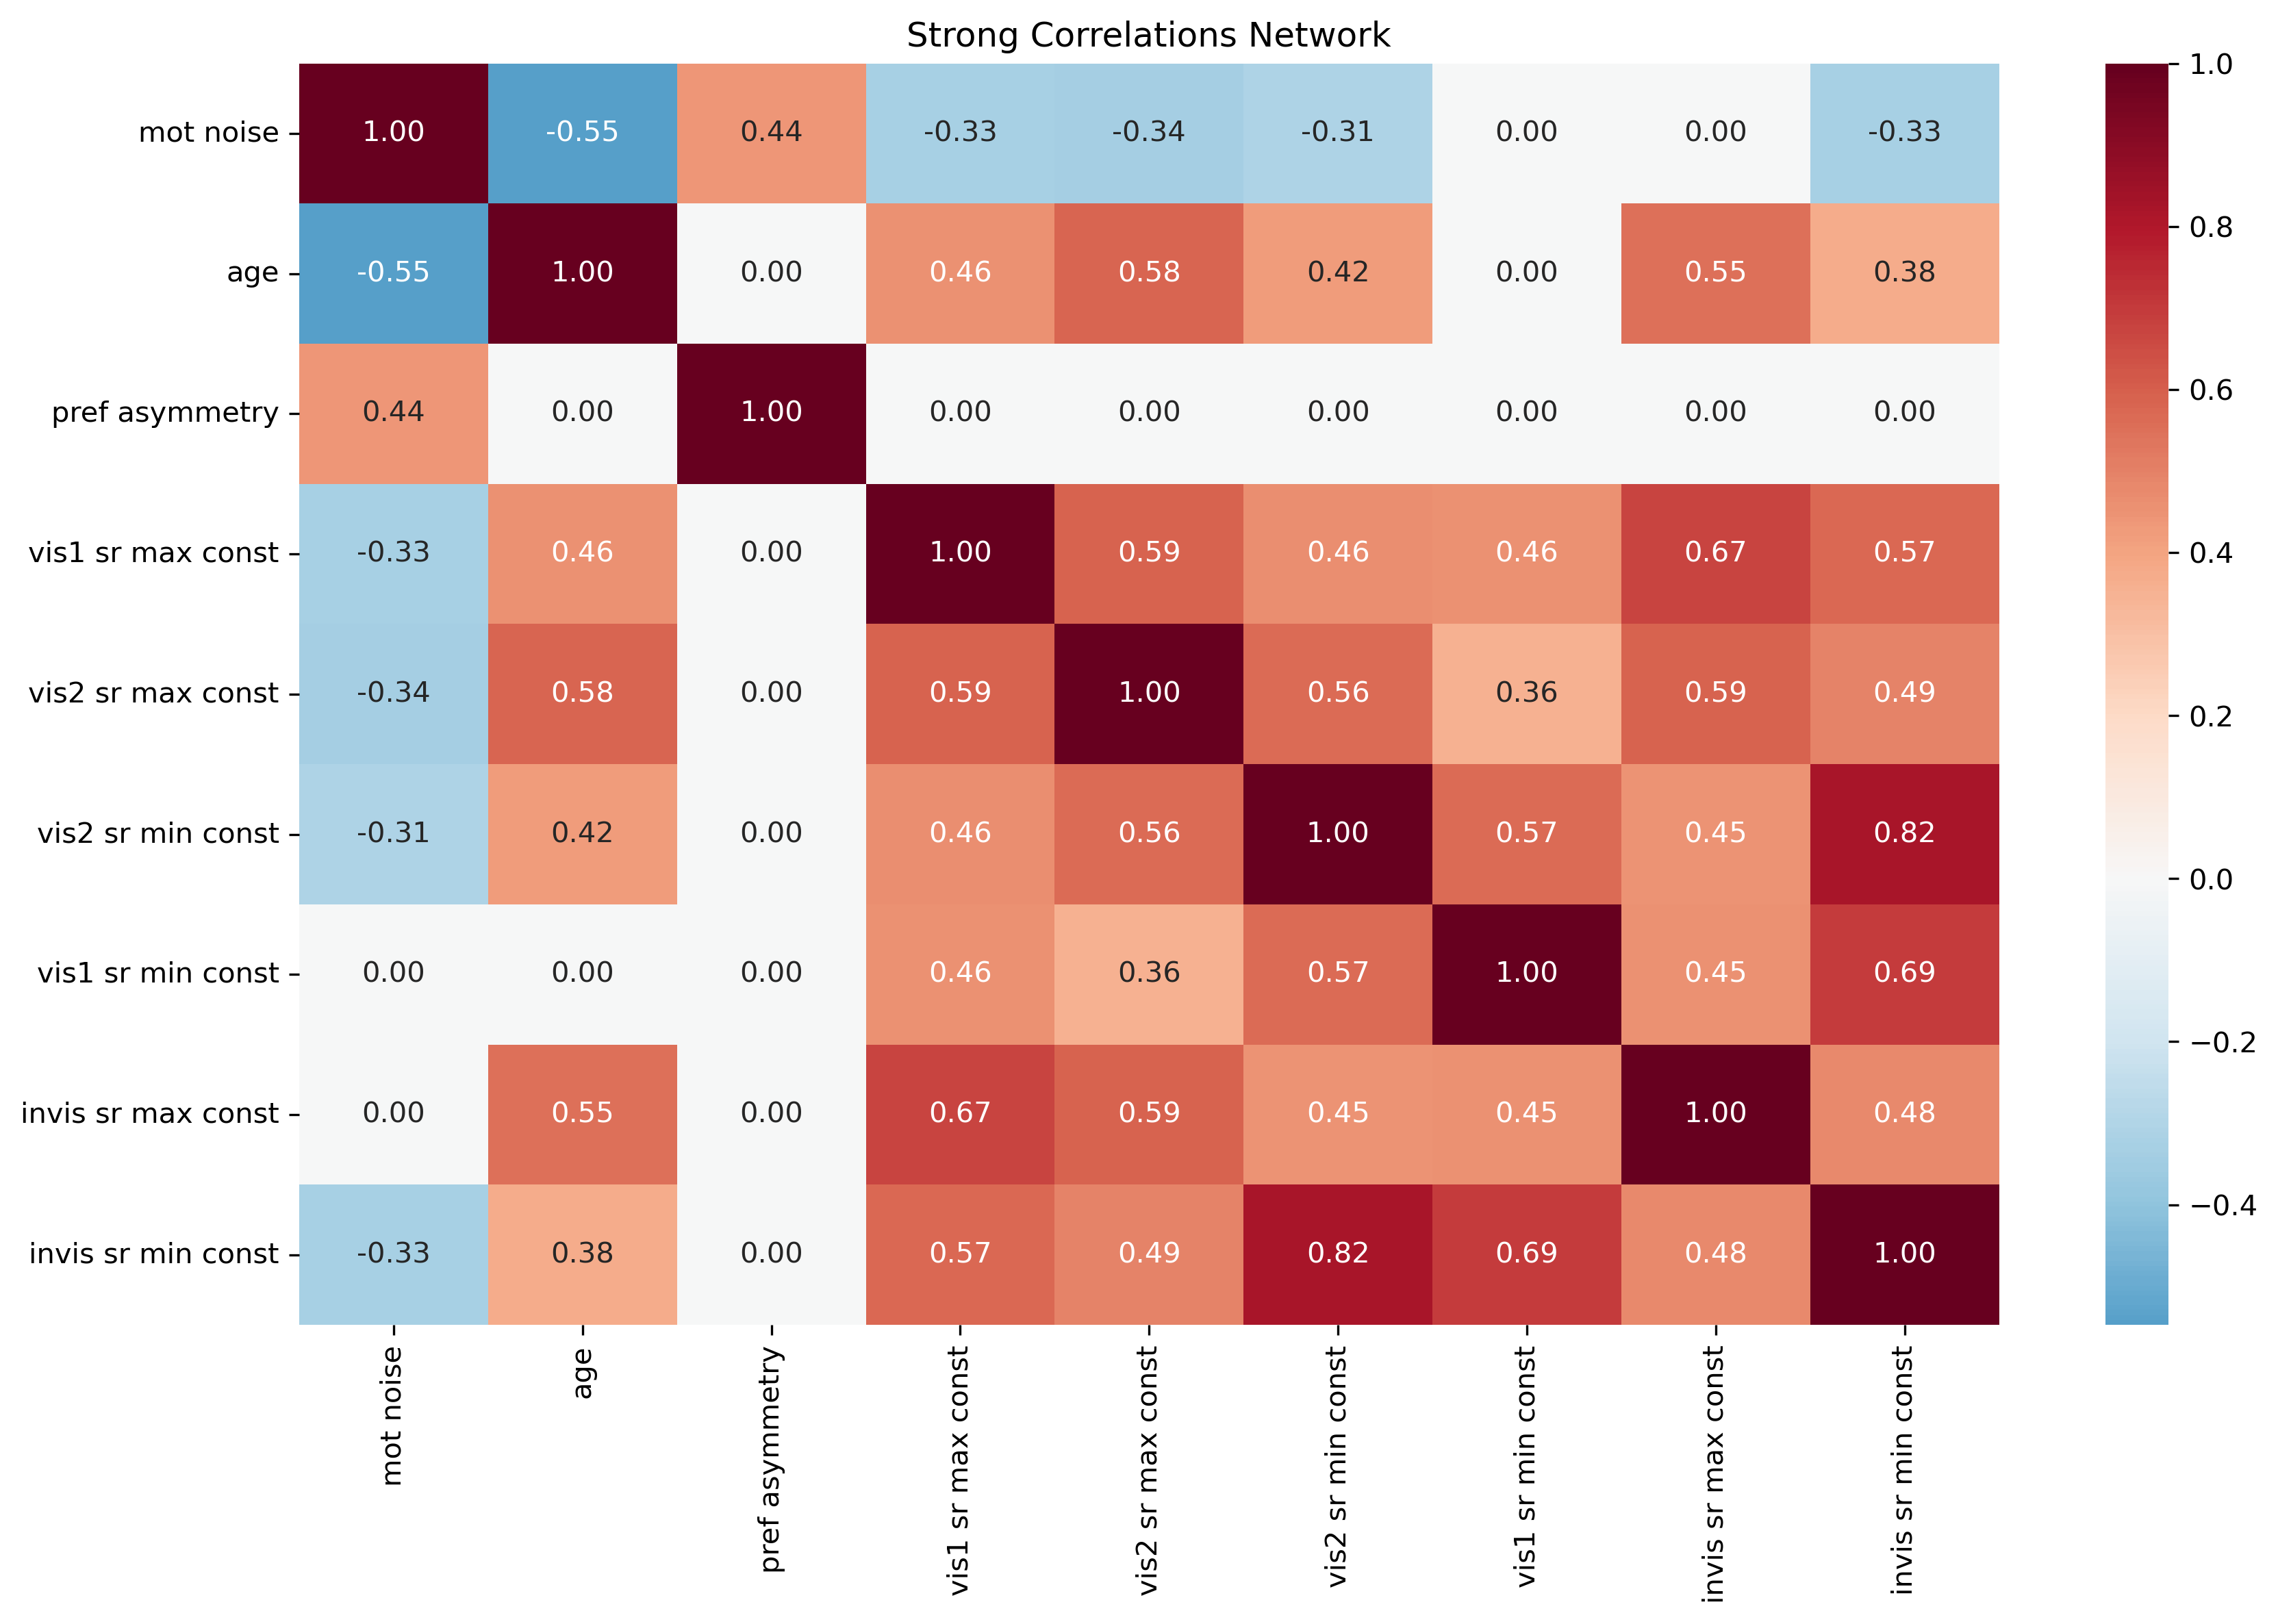 Strong Correlations Network
mot noise 1.00 -0.55 0.44 -0.33 -0.34 -0.31 0.00 0.00 -0.33
age -0.55 1.00 0.00 0.46 0.58 0.42 0.00 0.55 0.38
pref asymmetry 0.44 0.00 1.00 0.00 0.00 0.00 0.00 0.00 0.00
vis1 sr max const -0.33 0.46 0.00 1.00 0.59 0.46 0.46 0.67 0.57
vis2 sr max const -0.34 0.58 0.00 0.59 1.00 0.56 0.36 0.59 0.49
vis2 sr min const -0.31 0.42 0.00 0.46 0.56 1.00 0.57 0.45 0.82
vis1 sr min const 0.00 0.00 0.00 0.46 0.36 0.57 1.00 0.45 0.69
invis sr max const 0.00 0.55 0.00 0.67 0.59 0.45 0.45 1.00 0.48
invis sr min const -0.33 0.38 0.00 0.57 0.49 0.82 0.69 0.48 1.00
mot noise
age
pref asymmetry
vis1 sr max const
vis2 sr max const
vis2 sr min const
vis1 sr min const
invis sr max const
invis sr min const
1.0
0.8
0.6
0.4
0.2
0.0
−0.2
−0.4